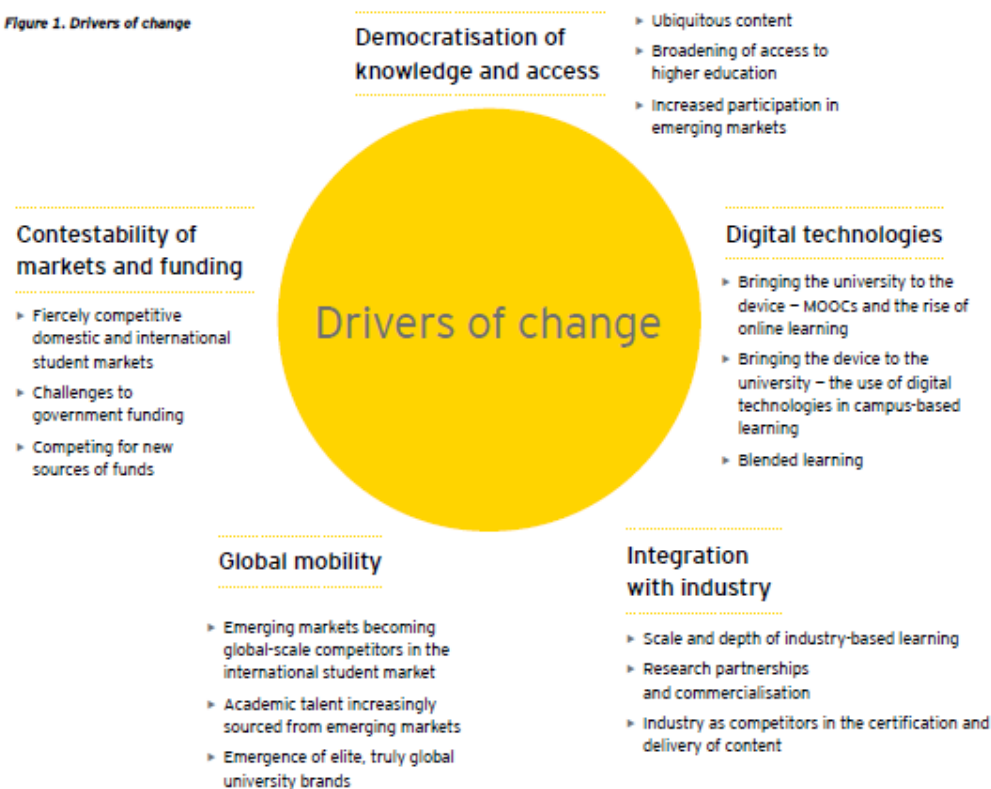 Figure 1. Drivers of change
Democratisation of
knowledge and access
▸ Ubiquitous content
▸ Broadening of access to
higher education
▸ Increased participation in
emerging markets
Contestability of
markets and funding
▸ Fiercely competitive
domestic and international
student markets
▸ Challenges to
government funding
▸ Competing for new
sources of funds
Drivers of change
Digital technologies
▸ Bringing the university to the
device – MOOCs and the rise of
online learning
▸ Bringing the device to the
university – the use of digital
technologies in campus-based
learning
▸ Blended learning
Global mobility
▸ Emerging markets becoming
global-scale competitors in the
international student market
▸ Academic talent increasingly
sourced from emerging markets
▸ Emergence of elite, truly global
university brands
Integration
with industry
▸ Scale and depth of industry-based learning
▸ Research partnerships
and commercialisation
▸ Industry as competitors in the certification and
delivery of content